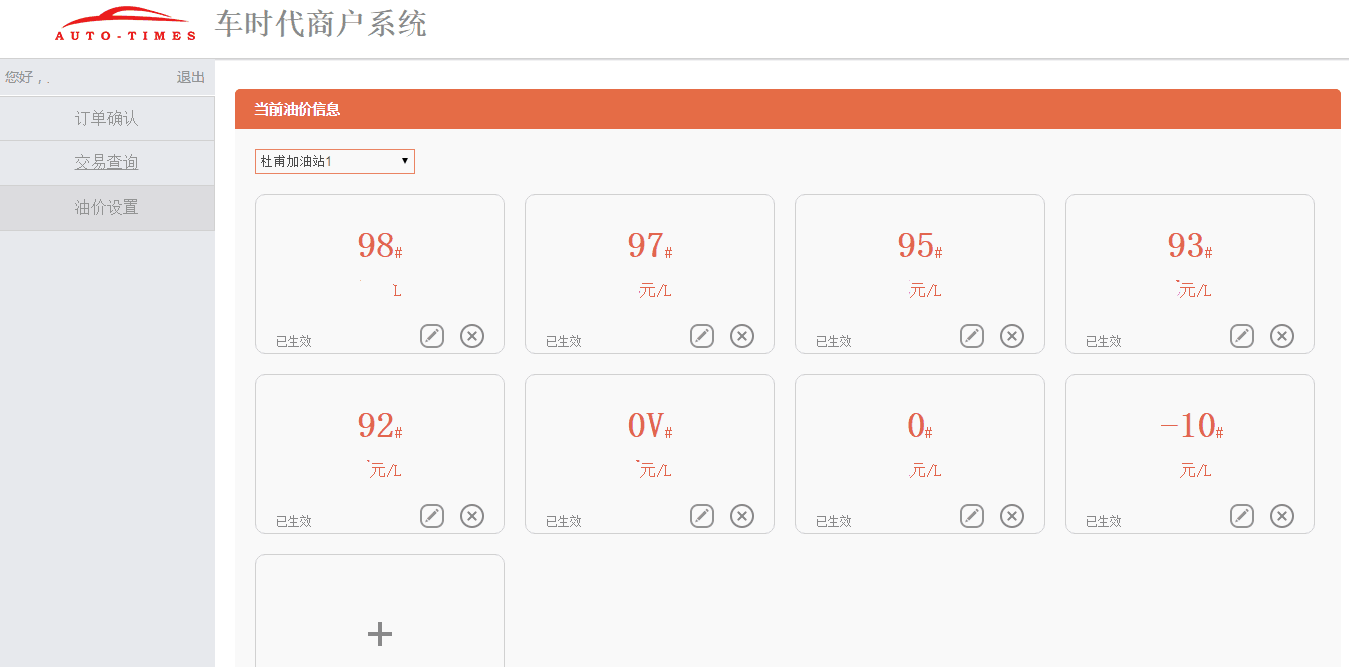 AUTO-TIMES 车时代商户系统
您好，. 退出
订单确认
交易查询
油价设置
当前油价信息
杜甫加油站1
98# 97# 95# 93#
L 元/L 元/L 元/L
已生效 已生效 已生效 已生效
92# 0V# 0# -10#
元/L 元/L 元/L 元/L
已生效 已生效 已生效 已生效